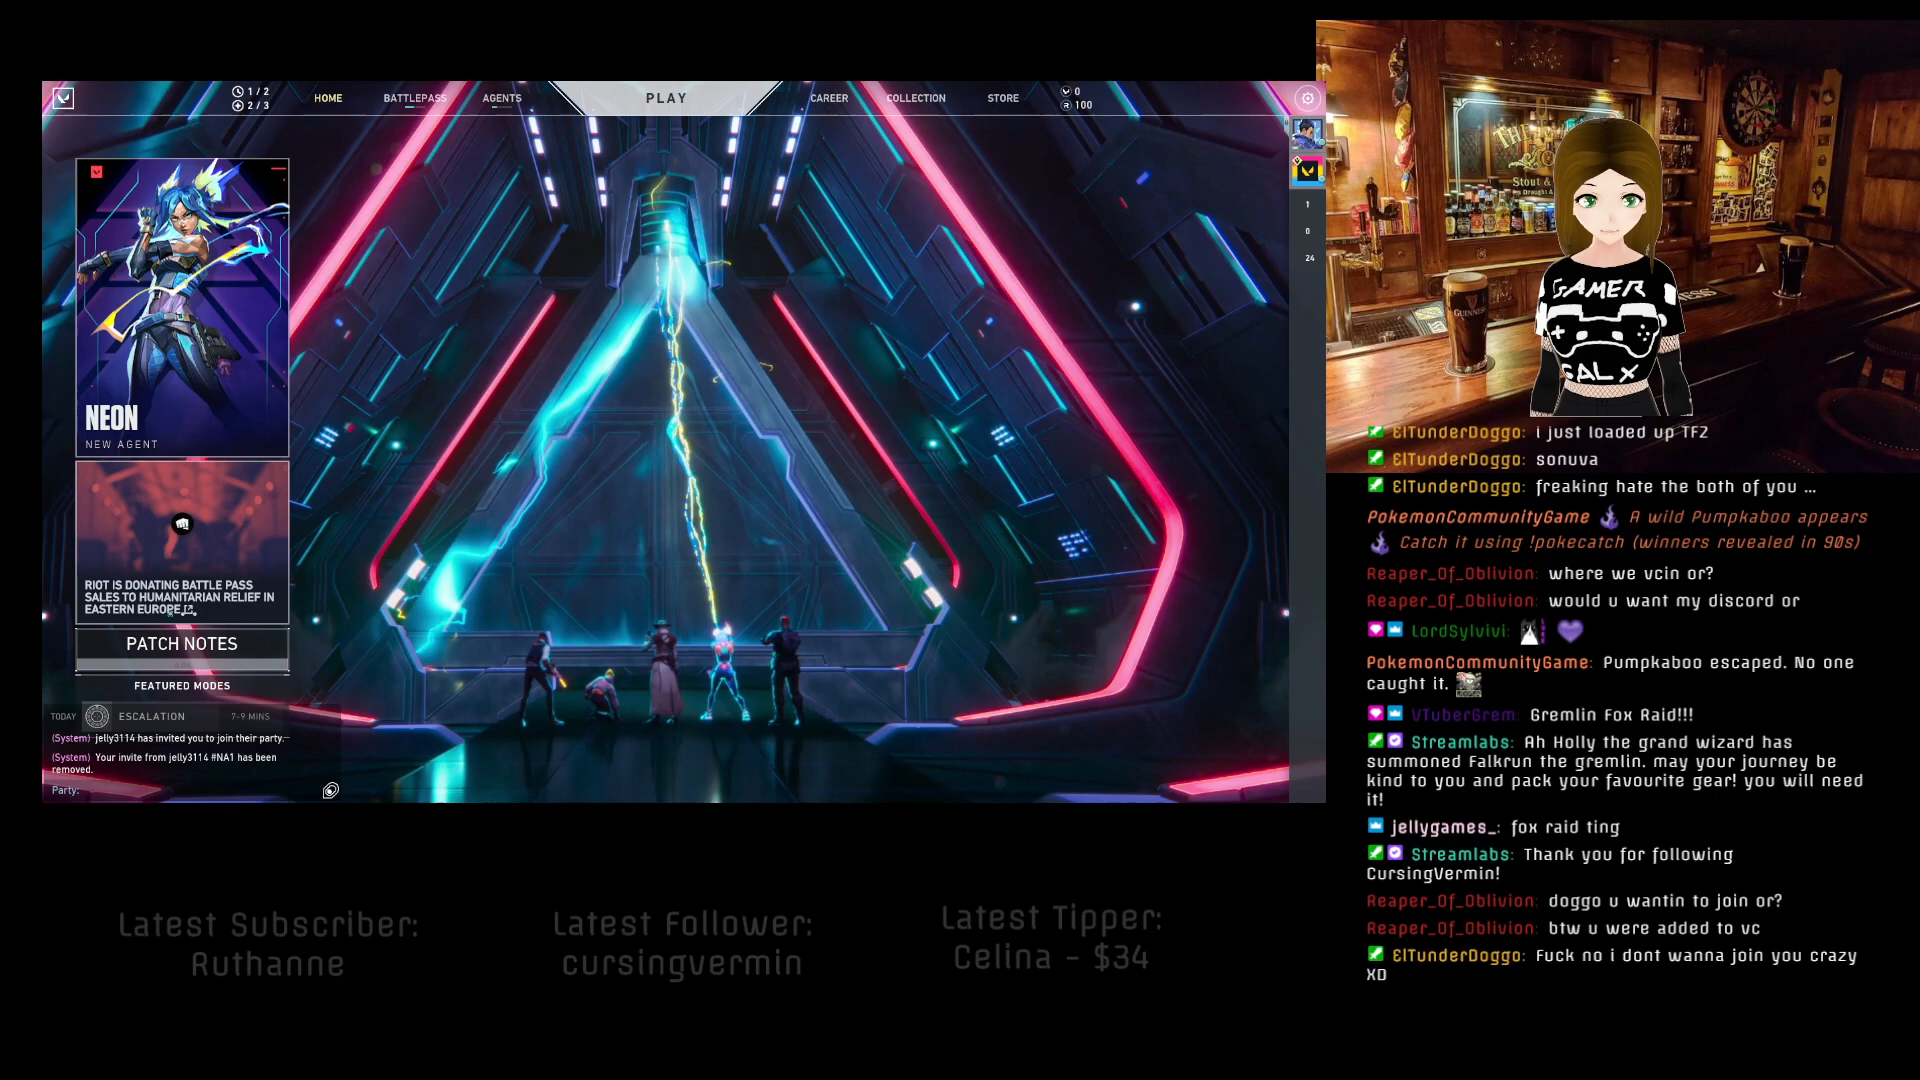 1 / 2
2 / 3
HOME
BATTLEPASS
AGENTS
PLAY
CAREER
COLLECTION
STORE
0
100
1
0
24
NEON
NEW AGENT
RIOT IS DONATING BATTLE PASS
SALES TO HUMANITARIAN RELIEF IN
EASTERN EUROPE
PATCH NOTES
FEATURED MODES
TODAY
ESCALATION
7-9 MINS
(System) jelly3114 has invited you to join their party.
(System) Your invite from jelly3114 #NA1 has been
removed.
Party:
Latest Subscriber:
Ruthanne
Latest Follower:
cursingvermin
Latest Tipper:
Celina - $34
Stout &
GUINNESS
GAMER
GALX
ElTunderDoggo: i just loaded up TF2
ElTunderDoggo: sonuva
ElTunderDoggo: freaking hate the both of you ...
PokemonCommunityGame A wild Pumpkaboo appears
Catch it using !pokecatch (winners revealed in 90s)
Reaper_Of_Oblivion: where we vcin or?
Reaper_Of_Oblivion: would u want my discord or
LordSylvivi:
PokemonCommunityGame: Pumpkaboo escaped. No one
caught it.
VTuberGrem: Gremlin Fox Raid!!!
Streamlabs: Ah Holly the grand wizard has
summoned Falkrun the gremlin. may your journey be
kind to you and pack your favourite gear! you will need
it!
jellygames_: fox raid ting
Streamlabs: Thank you for following
CursingVermin!
Reaper_Of_Oblivion: doggo u wantin to join or?
Reaper_Of_Oblivion: btw u were added to vc
ElTunderDoggo: Fuck no i dont wanna join you crazy
XD